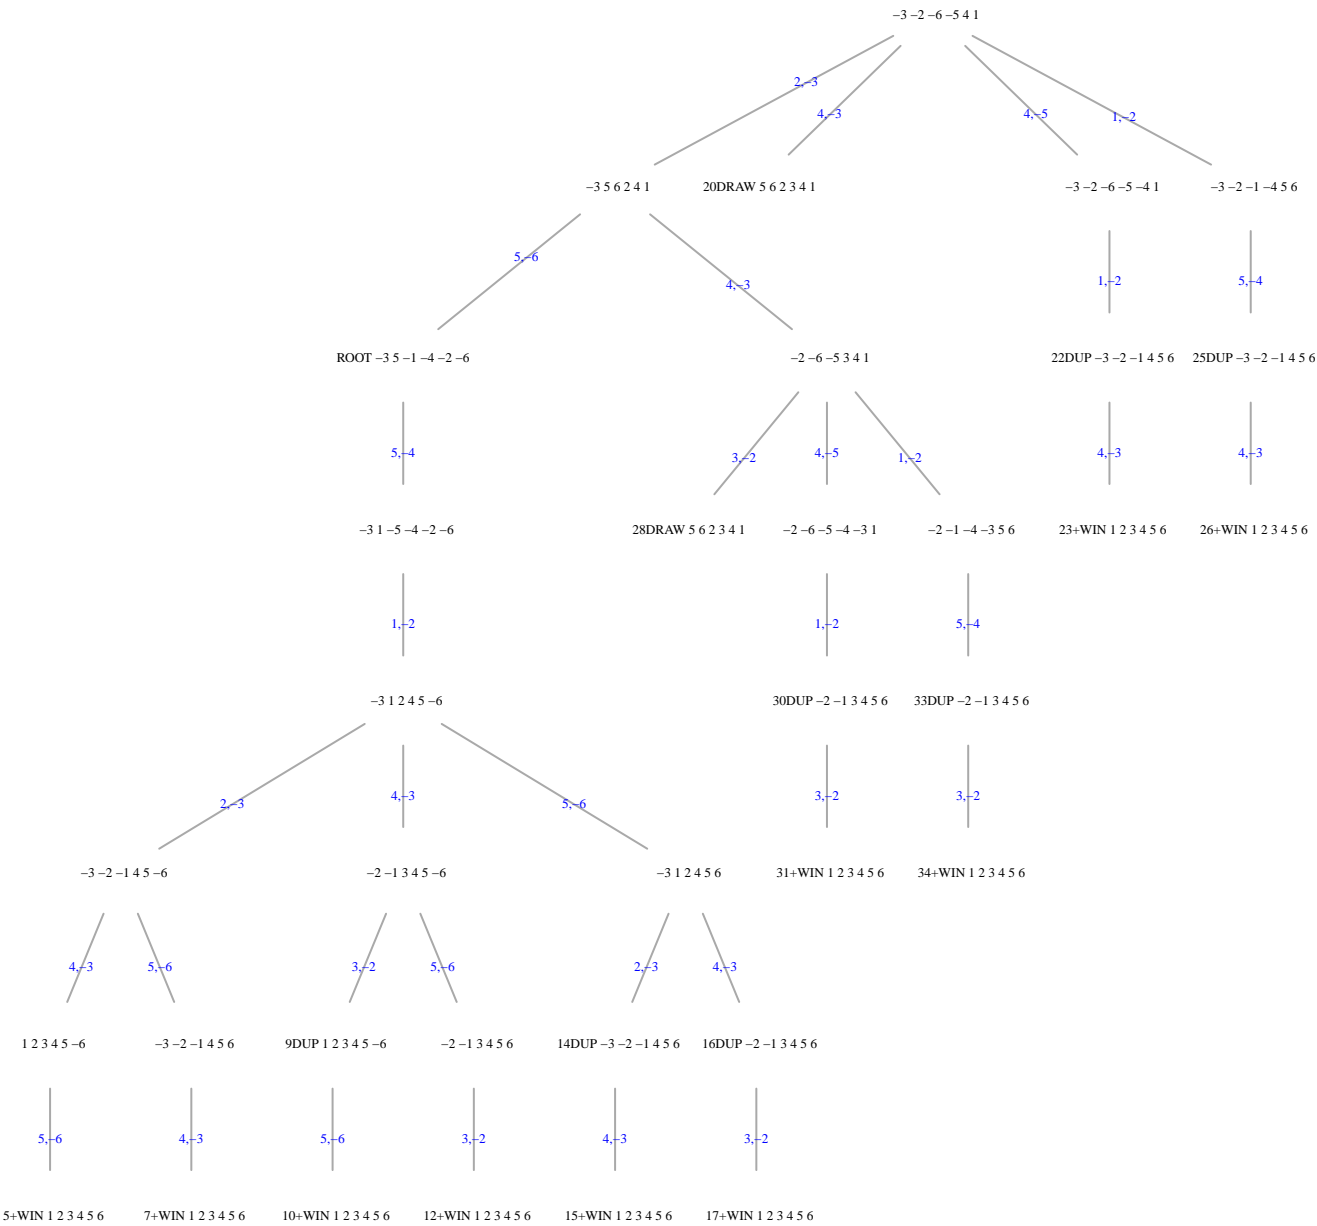 −3 −2 −6 −5 4 1
2,−3
4,−3
4,−5
1,−2
−3 5 6 2 4 1
20DRAW 5 6 2 3 4 1
−3 −2 −6 −5 −4 1
−3 −2 −1 −4 5 6
5,−6
4,−3
1,−2
5,−4
ROOT −3 5 −1 −4 −2 −6
−2 −6 −5 3 4 1
22DUP −3 −2 −1 4 5 6
25DUP −3 −2 −1 4 5 6
5,−4
3,−2
4,−5
1,−2
4,−3
4,−3
−3 1 −5 −4 −2 −6
28DRAW 5 6 2 3 4 1
−2 −6 −5 −4 −3 1
−2 −1 −4 −3 5 6
23+WIN 1 2 3 4 5 6
26+WIN 1 2 3 4 5 6
1,−2
1,−2
5,−4
−3 1 2 4 5 −6
30DUP −2 −1 3 4 5 6
33DUP −2 −1 3 4 5 6
2,−3
4,−3
5,−6
3,−2
3,−2
−3 −2 −1 4 5 −6
−2 −1 3 4 5 −6
−3 1 2 4 5 6
31+WIN 1 2 3 4 5 6
34+WIN 1 2 3 4 5 6
4,−3
5,−6
3,−2
5,−6
2,−3
4,−3
1 2 3 4 5 −6
−3 −2 −1 4 5 6
9DUP 1 2 3 4 5 −6
−2 −1 3 4 5 6
14DUP −3 −2 −1 4 5 6
16DUP −2 −1 3 4 5 6
5,−6
4,−3
5,−6
3,−2
4,−3
3,−2
5+WIN 1 2 3 4 5 6
7+WIN 1 2 3 4 5 6
10+WIN 1 2 3 4 5 6
12+WIN 1 2 3 4 5 6
15+WIN 1 2 3 4 5 6
17+WIN 1 2 3 4 5 6